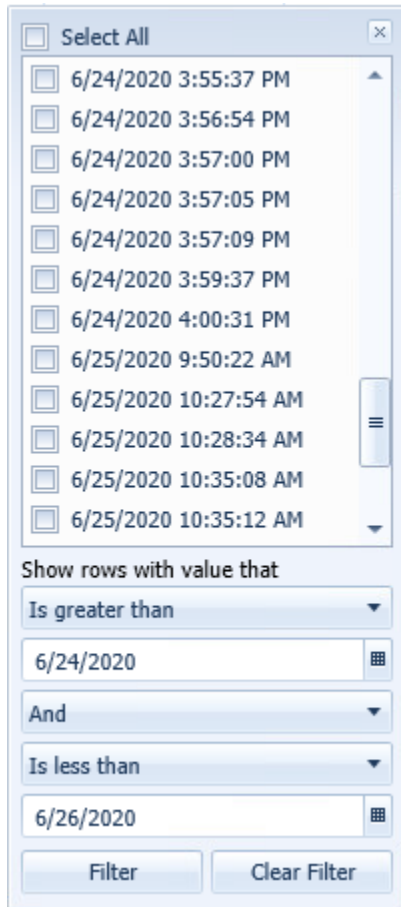 Select All
6/24/2020 3:55:37 PM
6/24/2020 3:56:54 PM
6/24/2020 3:57:00 PM
6/24/2020 3:57:05 PM
6/24/2020 3:57:09 PM
6/24/2020 3:59:37 PM
6/24/2020 4:00:31 PM
6/25/2020 9:50:22 AM
6/25/2020 10:27:54 AM
6/25/2020 10:28:34 AM
6/25/2020 10:35:08 AM
6/25/2020 10:35:12 AM
Show rows with value that
Is greater than
6/24/2020
And
Is less than
6/26/2020
Filter Clear Filter